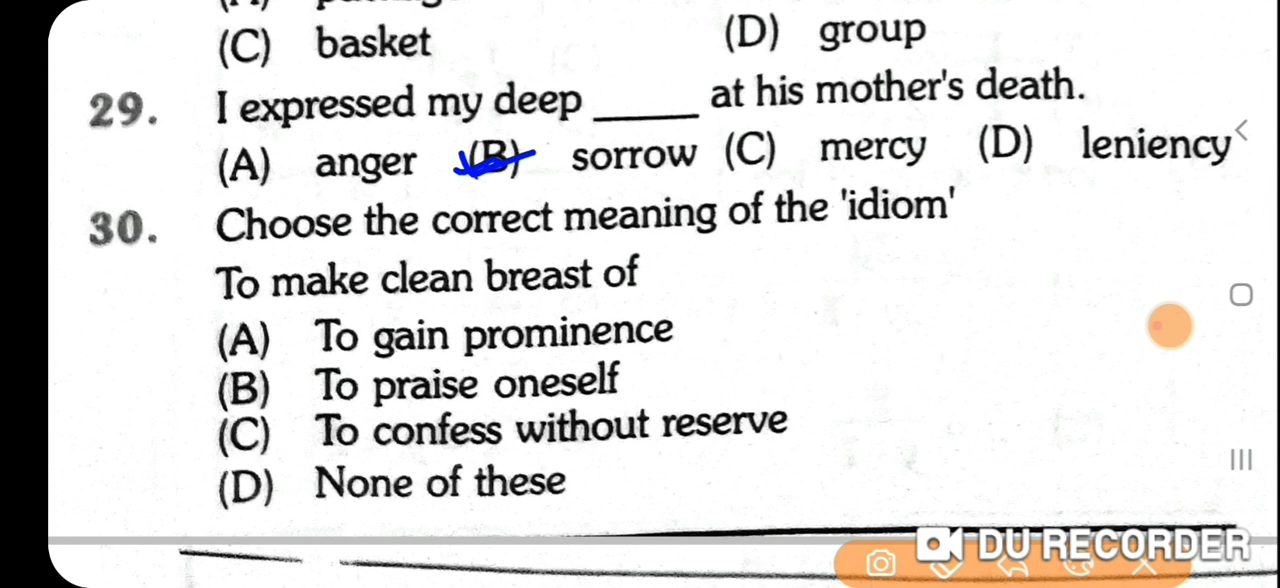 (C) basket (D) group
29. I expressed my deep _____ at his mother's death.
(A) anger (B) sorrow (C) mercy (D) leniency
30. Choose the correct meaning of the 'idiom'
To make clean breast of
(A) To gain prominence
(B) To praise oneself
(C) To confess without reserve
(D) None of these
DU RECORDER